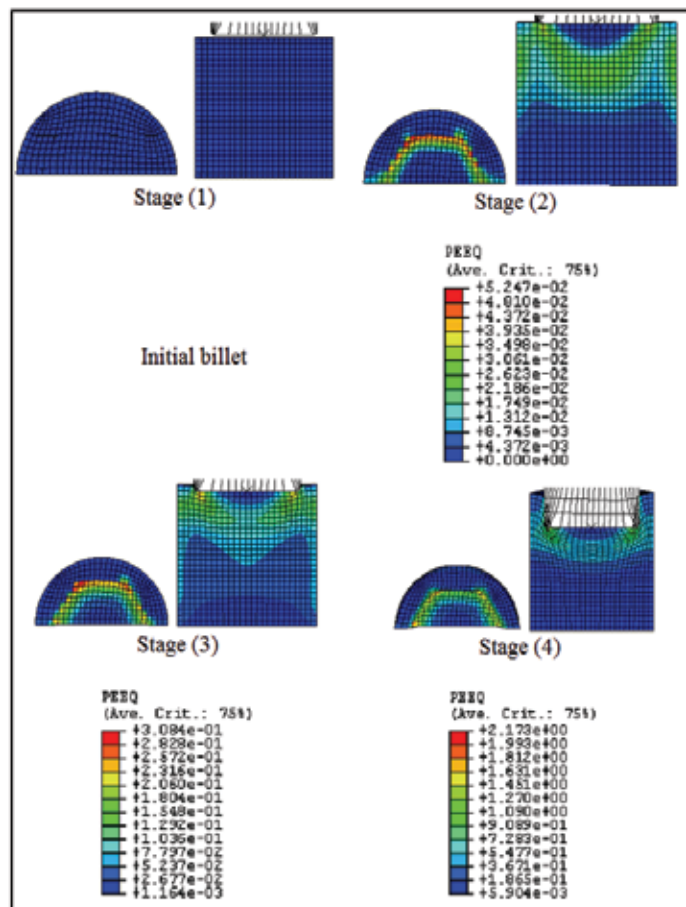 Stage (1)
Stage (2)
Initial billet
PEEQ
(Ave. Crit.: 75%)
+5.247e-02
+4.810e-02
+4.372e-02
+3.935e-02
+3.498e-02
+3.061e-02
+2.623e-02
+2.186e-02
+1.749e-02
+1.312e-02
+8.745e-03
+4.372e-03
+0.000e+00
Stage (3)
Stage (4)
PEEQ
(Ave. Crit.: 75%)
+3.084e-01
+2.828e-01
+2.572e-01
+2.316e-01
+2.060e-01
+1.804e-01
+1.548e-01
+1.292e-01
+1.036e-01
+7.797e-02
+5.237e-02
+2.677e-02
+1.164e-03
PEEQ
(Ave. Crit.: 75%)
+2.173e+00
+1.993e+00
+1.812e+00
+1.631e+00
+1.451e+00
+1.270e+00
+1.090e+00
+9.089e-01
+7.283e-01
+5.477e-01
+3.671e-01
+1.865e-01
+5.904e-03